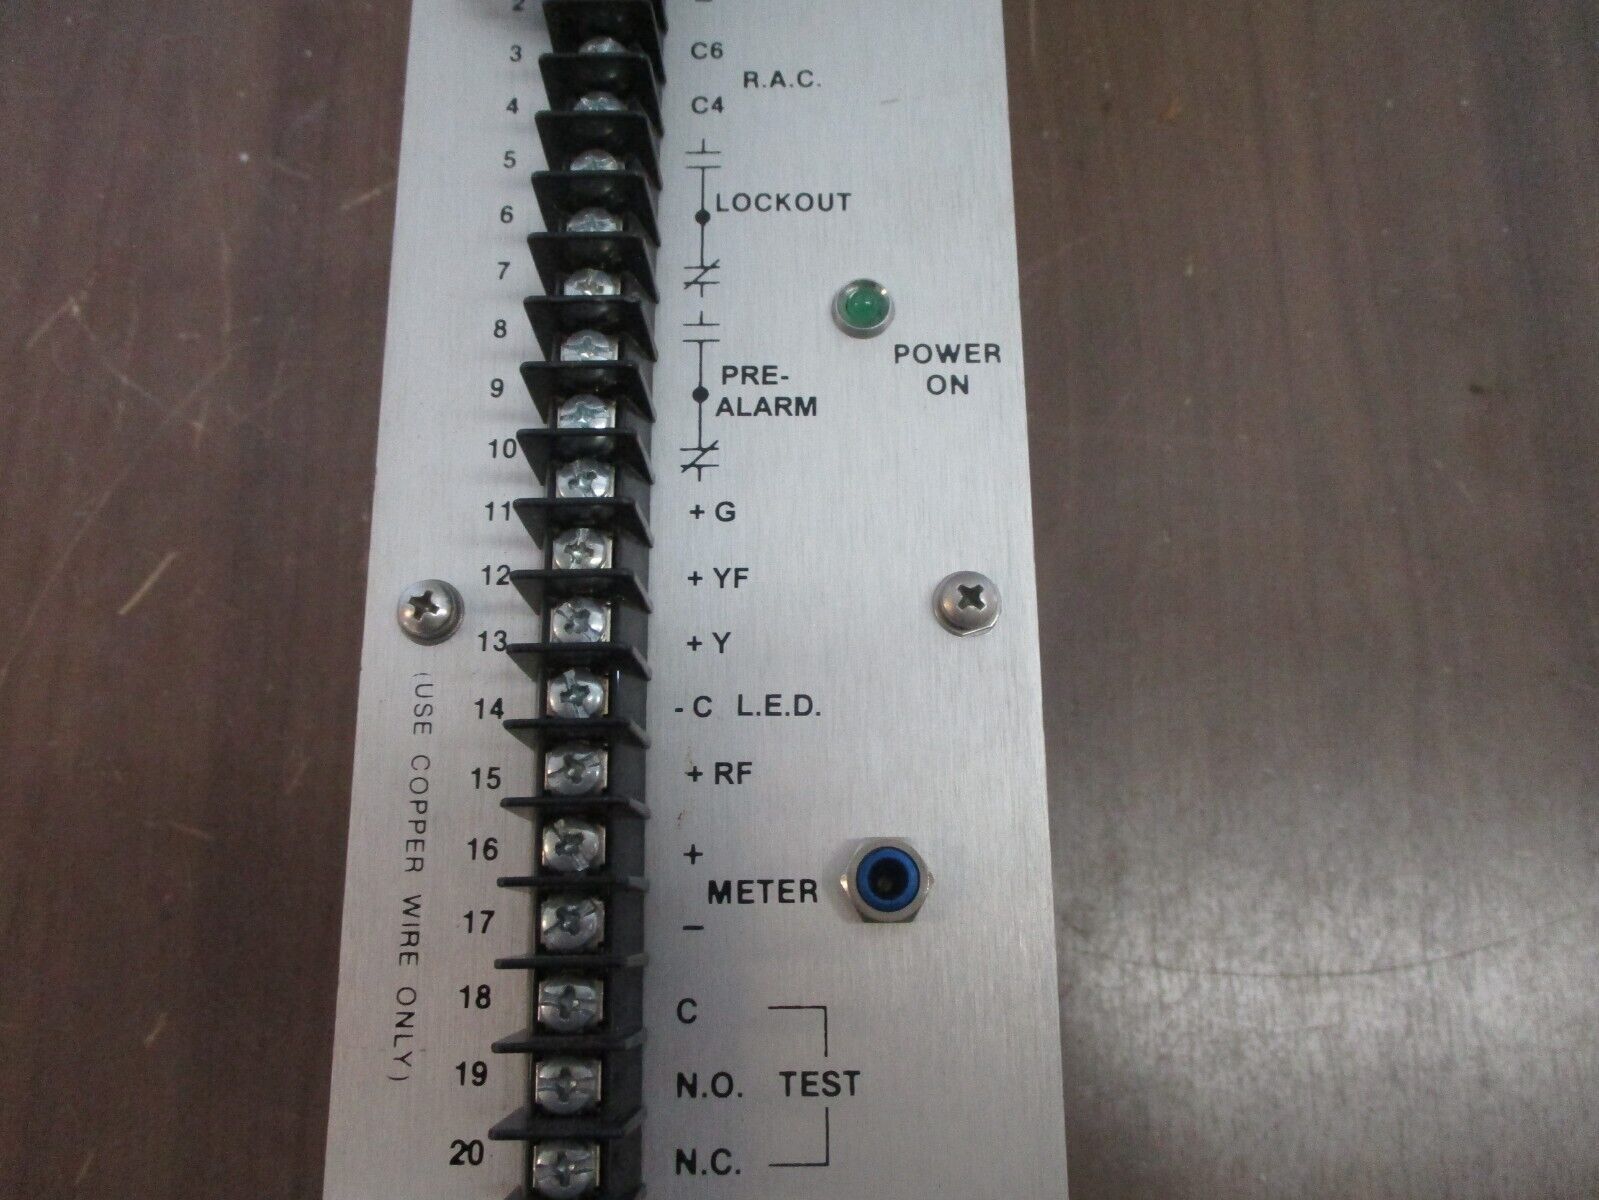 2
3 C6
R.A.C.
4 C4
5
LOCKOUT
6
7
8
POWER
ON
9 PRE-
ALARM
10
11 + G
12 + YF
13 + Y
14 - C L.E.D.
15 + RF
16 +
METER
17 –
18 C
19 N.O. TEST
20 N.C.
(USE COPPER WIRE ONLY)